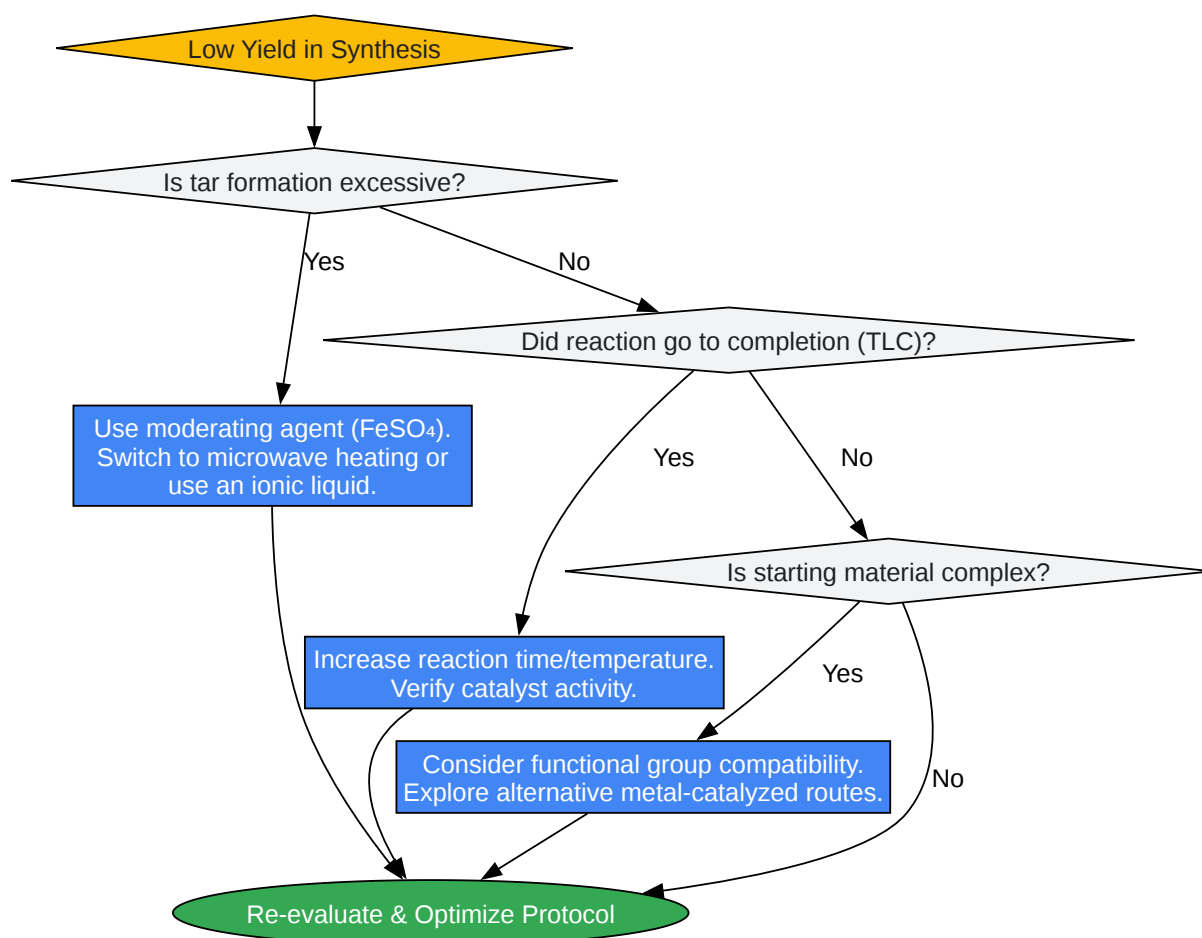 Low Yield in Synthesis
Is tar formation excessive?
Yes
No
Did reaction go to completion (TLC)?
Use moderating agent (FeSO₄).
Switch to microwave heating or
use an ionic liquid.
Yes
No
Is starting material complex?
Increase reaction time/temperature.
Verify catalyst activity.
Yes
Consider functional group compatibility.
Explore alternative metal-catalyzed routes.
No
Re-evaluate & Optimize Protocol